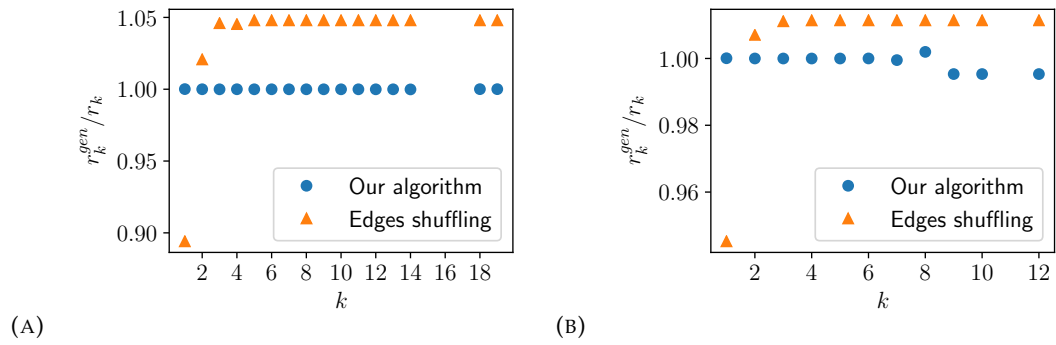 1.05
1.00
0.95
0.90
r_k^{gen}/r_k
Our algorithm
Edges shuffling
2 4 6 8 10 12 14 16 18
k
(A)
1.00
0.98
0.96
r_k^{gen}/r_k
Our algorithm
Edges shuffling
2 4 6 8 10 12
k
(B)